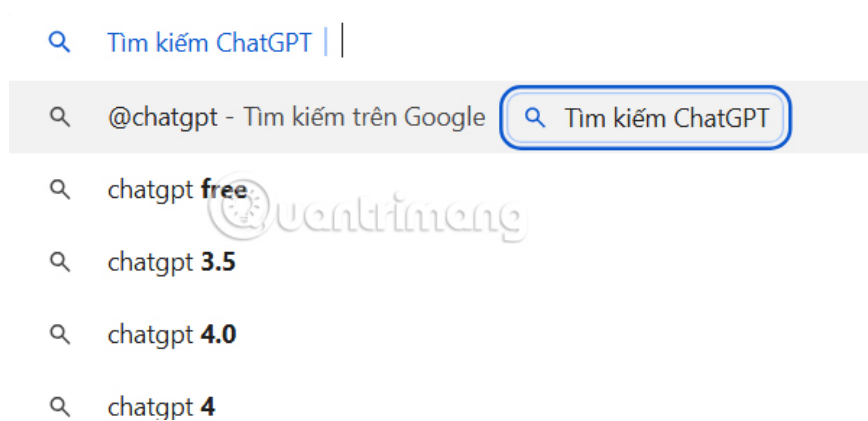 Tìm kiếm ChatGPT
@chatgpt - Tìm kiếm trên Google Tìm kiếm ChatGPT
chatgpt free
Quantrimang
chatgpt 3.5
chatgpt 4.0
chatgpt 4